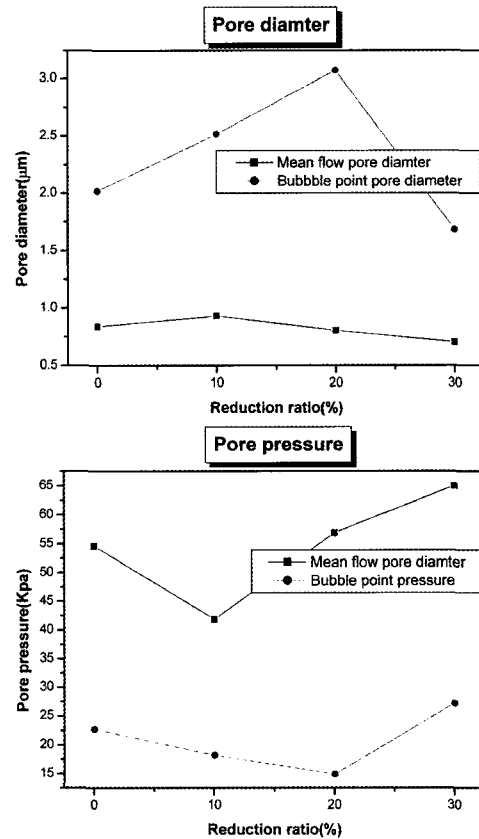 Pore diamter
3.0
2.5
2.0
1.5
1.0
0.5
Pore diameter(μm)
Mean flow pore diamter
Bubbble point pore diameter
0 10 20 30
Reduction ratio(%)
Pore pressure
65
60
55
50
45
40
35
30
25
20
15
Pore pressure(Kpa)
Mean flow pore diamter
Bubble point pressure
0 10 20 30
Reduction ratio(%)